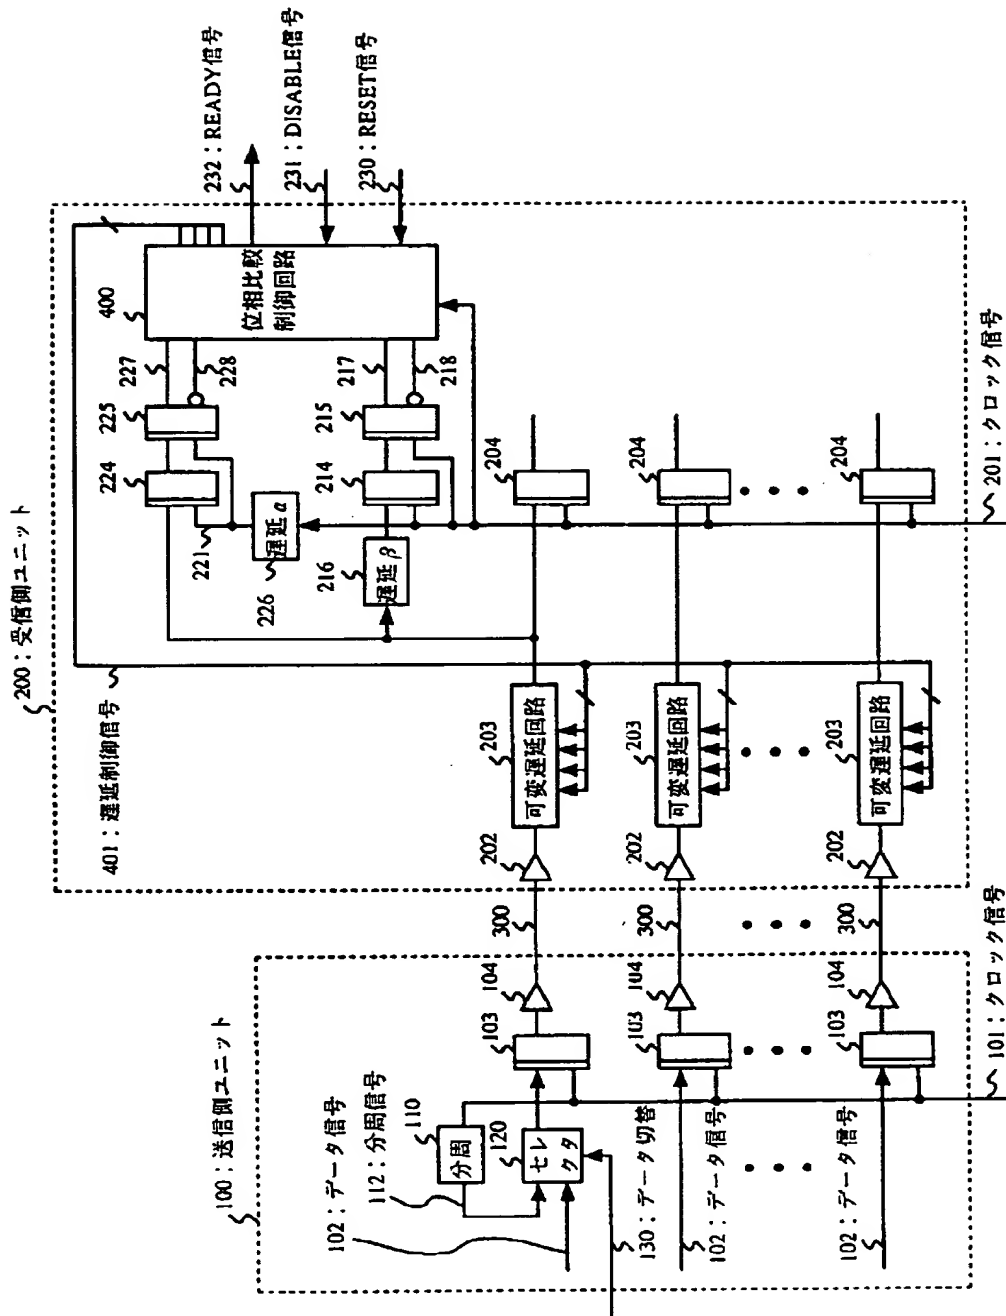 200：受信側ユニット
401：遅延制御信号
232：READY信号
231：DISABLE信号
230：RESET信号
400
位相比較
制御回路
227
228
217
218
225
215
224
214
221
遅延α
226
遅延β
216
204
204
204
203
可変遅延回路
203
可変遅延回路
203
可変遅延回路
202
202
202
201：クロック信号
300
300
300
100：送信側ユニット
104
104
104
103
103
103
110
分周
120
セレ
クタ
112：分周信号
102：データ信号
130：データ切替
102：データ信号
102：データ信号
101：クロック信号